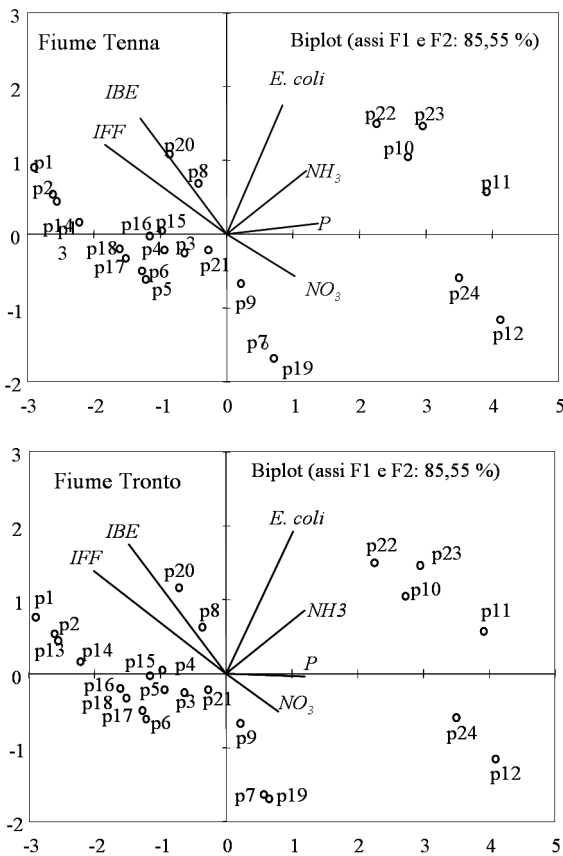 3
Fiume Tenna
Biplot (assi F1 e F2: 85,55 %)
E. coli
2
IBE
p22 p23
IFF
p20
p10
1
p1
p8
NH3
p11
p2
P
p14 p1
3
p16 p15
0
p18 p4 p3
p17 p6
p21
p5
NO3
p9
p24
-1
p12
p7
p19
-2
-3 -2 -1 0 1 2 3 4 5
3
Fiume Tronto
Biplot (assi F1 e F2: 85,55 %)
E. coli
2
IBE
p22 p23
IFF
p20
p10
1
p1
p8
NH3
p11
p2
p13
p14
p15 p4
P
0
p16 p5 p3 p21
p18
p17 p6
NO3
p9
p24
-1
p12
p7 p19
-2
-3 -2 -1 0 1 2 3 4 5